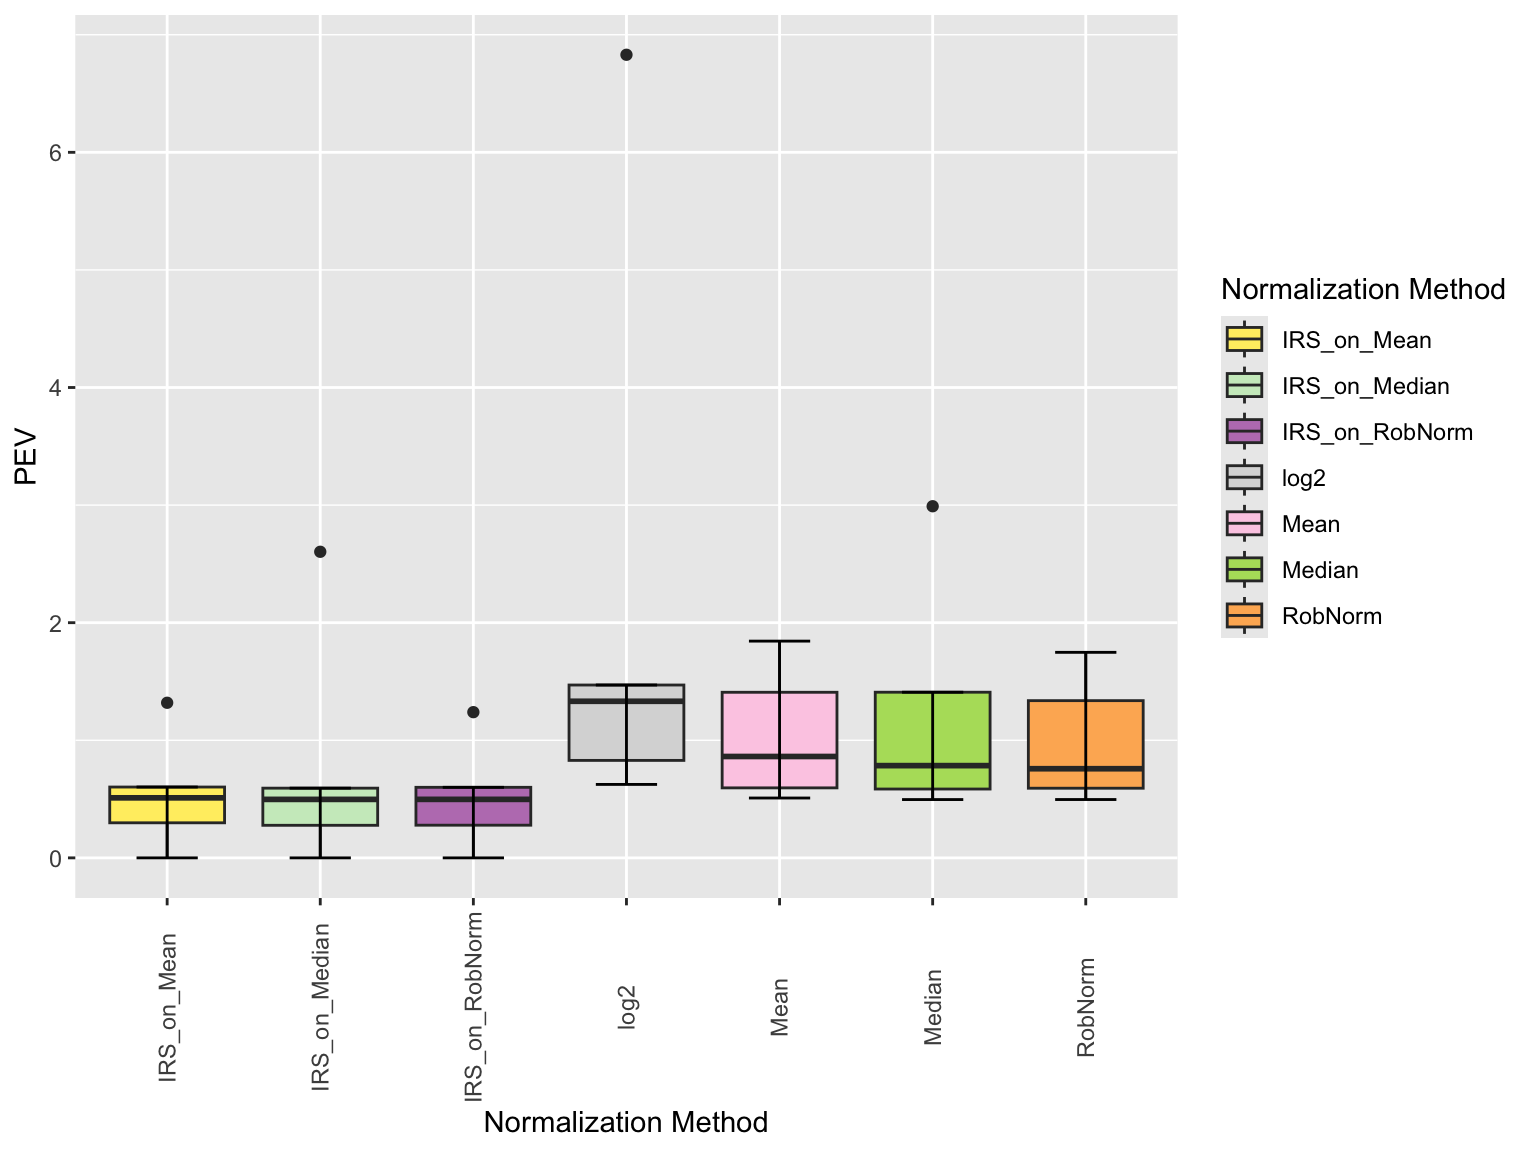 6
4
2
0
PEV
IRS_on_Mean
IRS_on_Median
IRS_on_RobNorm
log2
Mean
Median
RobNorm
Normalization Method
Normalization Method
IRS_on_Mean
IRS_on_Median
IRS_on_RobNorm
log2
Mean
Median
RobNorm